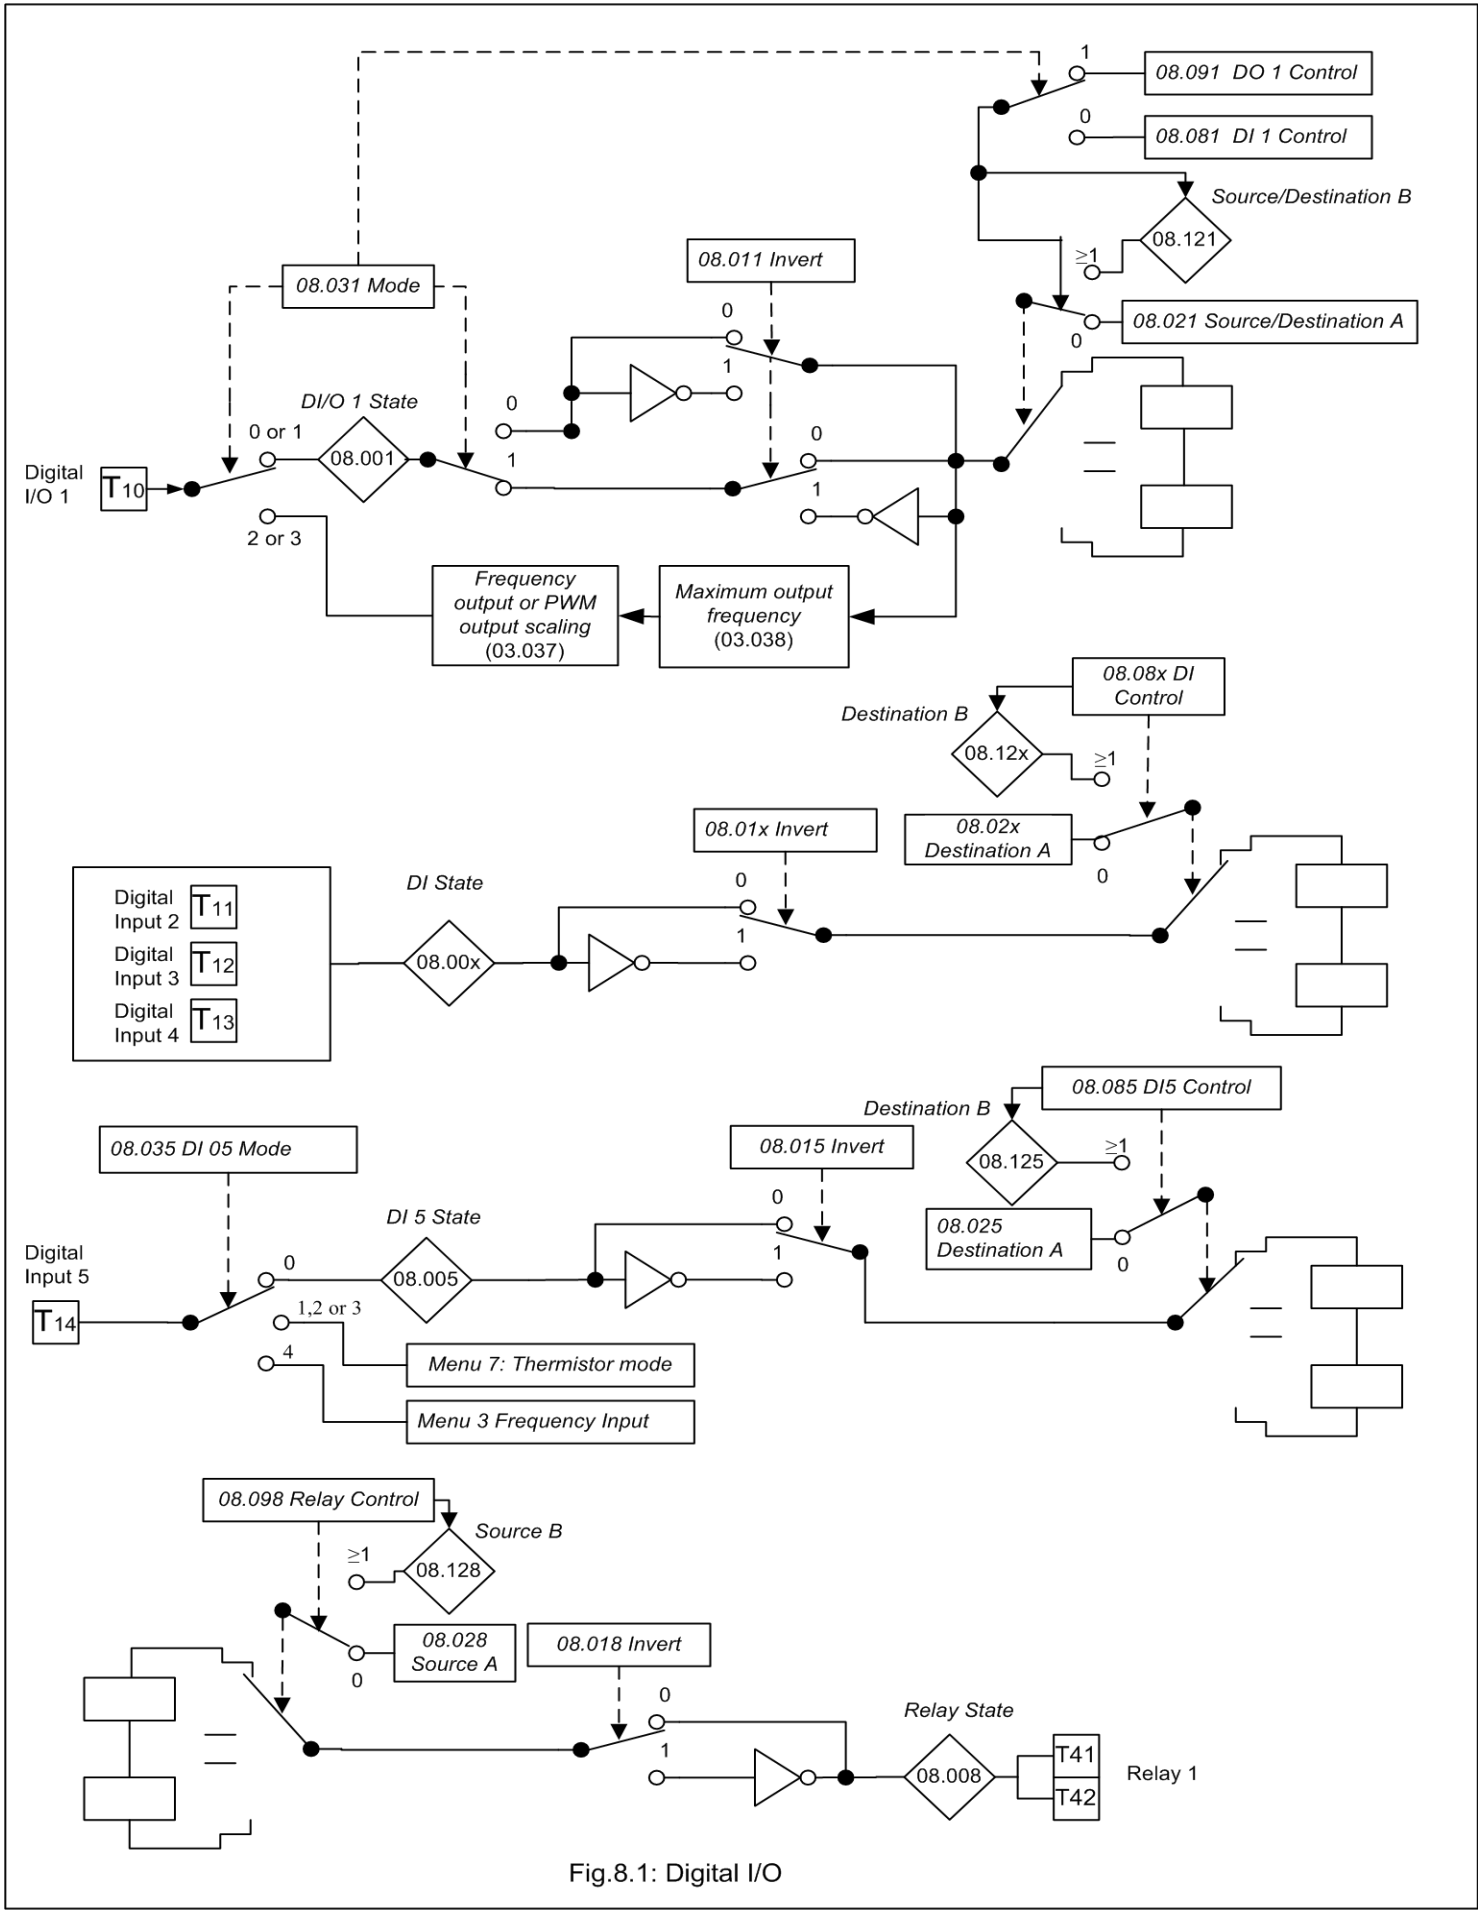 1
08.091 DO 1 Control
0
08.081 DI 1 Control
Source/Destination B
08.121
≥1
08.031 Mode
08.011 Invert
0
08.021 Source/Destination A
0
1
DI/O 1 State
0
0 or 1
08.001
1
0
1
Digital
I/O 1
T10
2 or 3
Frequency
output or PWM
output scaling
(03.037)
Maximum output
frequency
(03.038)
08.08x DI
Control
Destination B
08.12x
≥1
08.01x Invert
08.02x
Destination A
0
DI State
0
Digital
Input 2
T11
1
Digital
Input 3
T12
08.00x
Digital
Input 4
T13
08.085 DI5 Control
Destination B
08.125
≥1
08.035 DI 05 Mode
08.015 Invert
0
08.025
Destination A
0
DI 5 State
Digital
Input 5
0
08.005
1
T14
1,2 or 3
4
Menu 7: Thermistor mode
Menu 3 Frequency Input
08.098 Relay Control
Source B
≥1
08.128
08.028
Source A
0
08.018 Invert
0
1
Relay State
08.008
T41
T42
Relay 1
Fig.8.1: Digital I/O